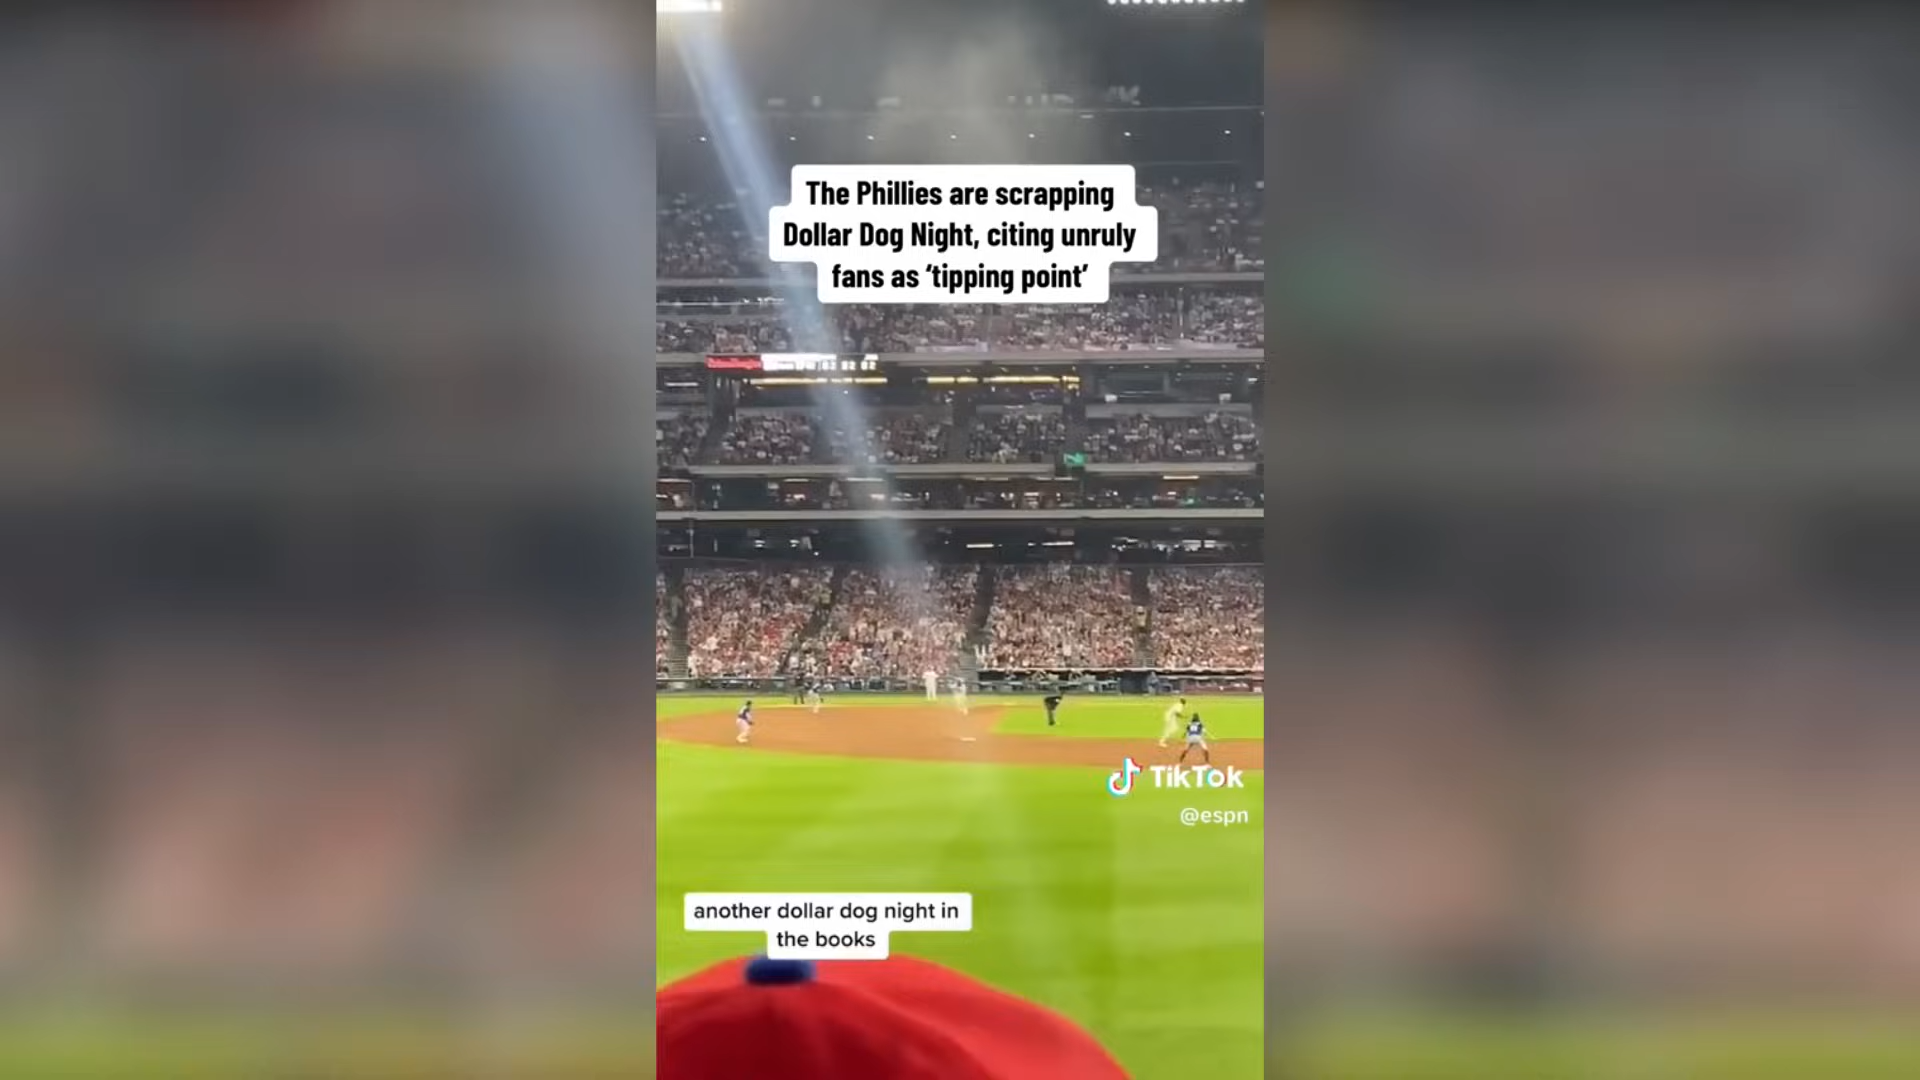 The Phillies are scrapping
Dollar Dog Night, citing unruly
fans as ‘tipping point’
TikTok
@espn
another dollar dog night in
the books